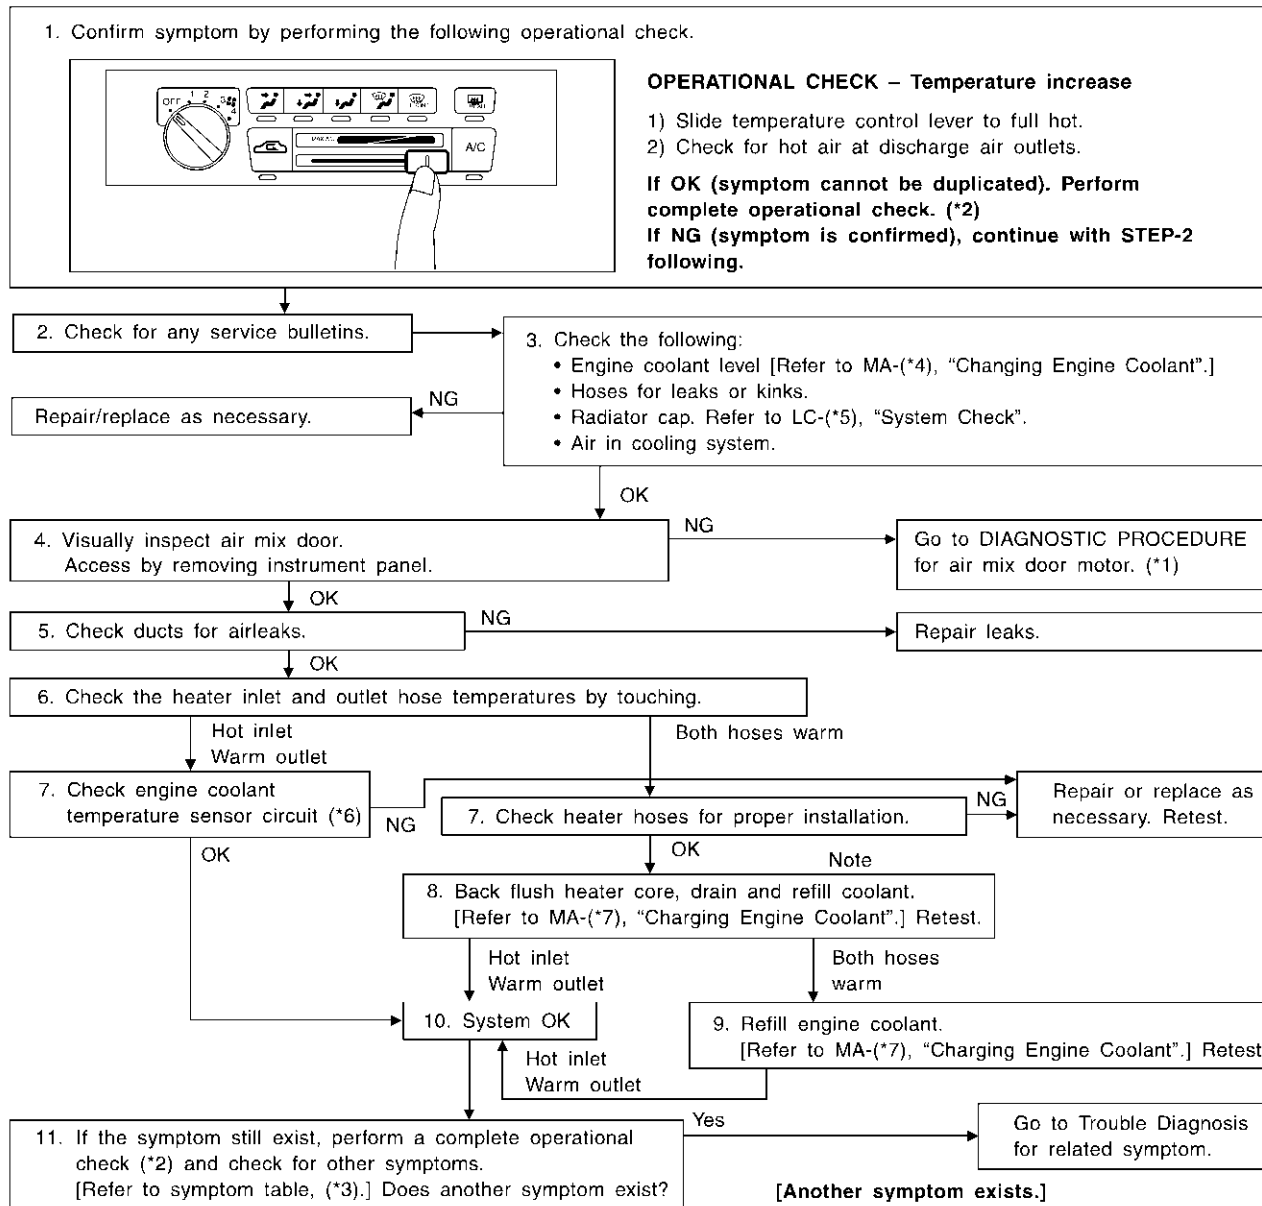 1. Confirm symptom by performing the following operational check.
OFF 1 2 3 4
A/C
OPERATIONAL CHECK – Temperature increase
1) Slide temperature control lever to full hot.
2) Check for hot air at discharge air outlets.
If OK (symptom cannot be duplicated). Perform
complete operational check. (*2)
If NG (symptom is confirmed), continue with STEP-2
following.
2. Check for any service bulletins.
3. Check the following:
• Engine coolant level [Refer to MA-(*4), “Changing Engine Coolant”.]
• Hoses for leaks or kinks.
• Radiator cap. Refer to LC-(*5), “System Check”.
• Air in cooling system.
NG
Repair/replace as necessary.
OK
4. Visually inspect air mix door.
Access by removing instrument panel.
NG
Go to DIAGNOSTIC PROCEDURE
for air mix door motor. (*1)
OK
5. Check ducts for airleaks.
NG
Repair leaks.
OK
6. Check the heater inlet and outlet hose temperatures by touching.
Hot inlet
Warm outlet
Both hoses warm
7. Check engine coolant
temperature sensor circuit (*6)
NG
7. Check heater hoses for proper installation.
NG
Repair or replace as
necessary. Retest.
OK
OK
Note
8. Back flush heater core, drain and refill coolant.
[Refer to MA-(*7), “Charging Engine Coolant”.] Retest.
Hot inlet
Warm outlet
Both hoses
warm
10. System OK
9. Refill engine coolant.
[Refer to MA-(*7), “Charging Engine Coolant”.] Retest
Hot inlet
Warm outlet
11. If the symptom still exist, perform a complete operational
check (*2) and check for other symptoms.
[Refer to symptom table, (*3).] Does another symptom exist?
Yes
Go to Trouble Diagnosis
for related symptom.
[Another symptom exists.]